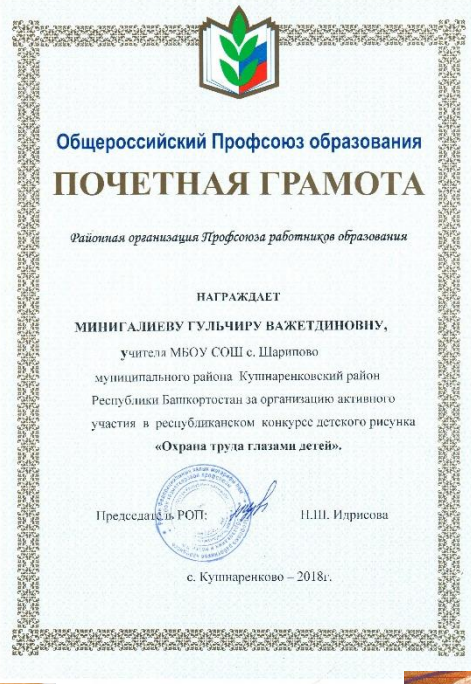 Общероссийский Профсоюз образования
ПОЧЕТНАЯ ГРАМОТА
Районная организация Профсоюза работников образования
НАГРАЖДАЕТ
МИНИГАЛИЕВУ ГУЛЬЧИРУ ВАЖЕТДИНОВНУ,
учителя МБОУ СОШ с. Шарипово
муниципального района Кушнаренковский район
Республики Башкортостан за организацию активного
участия в республиканском конкурсе детского рисунка
«Охрана труда глазами детей».
Председатель РОП: Н.Ш. Идрисова
с. Кушнаренково – 2018г.